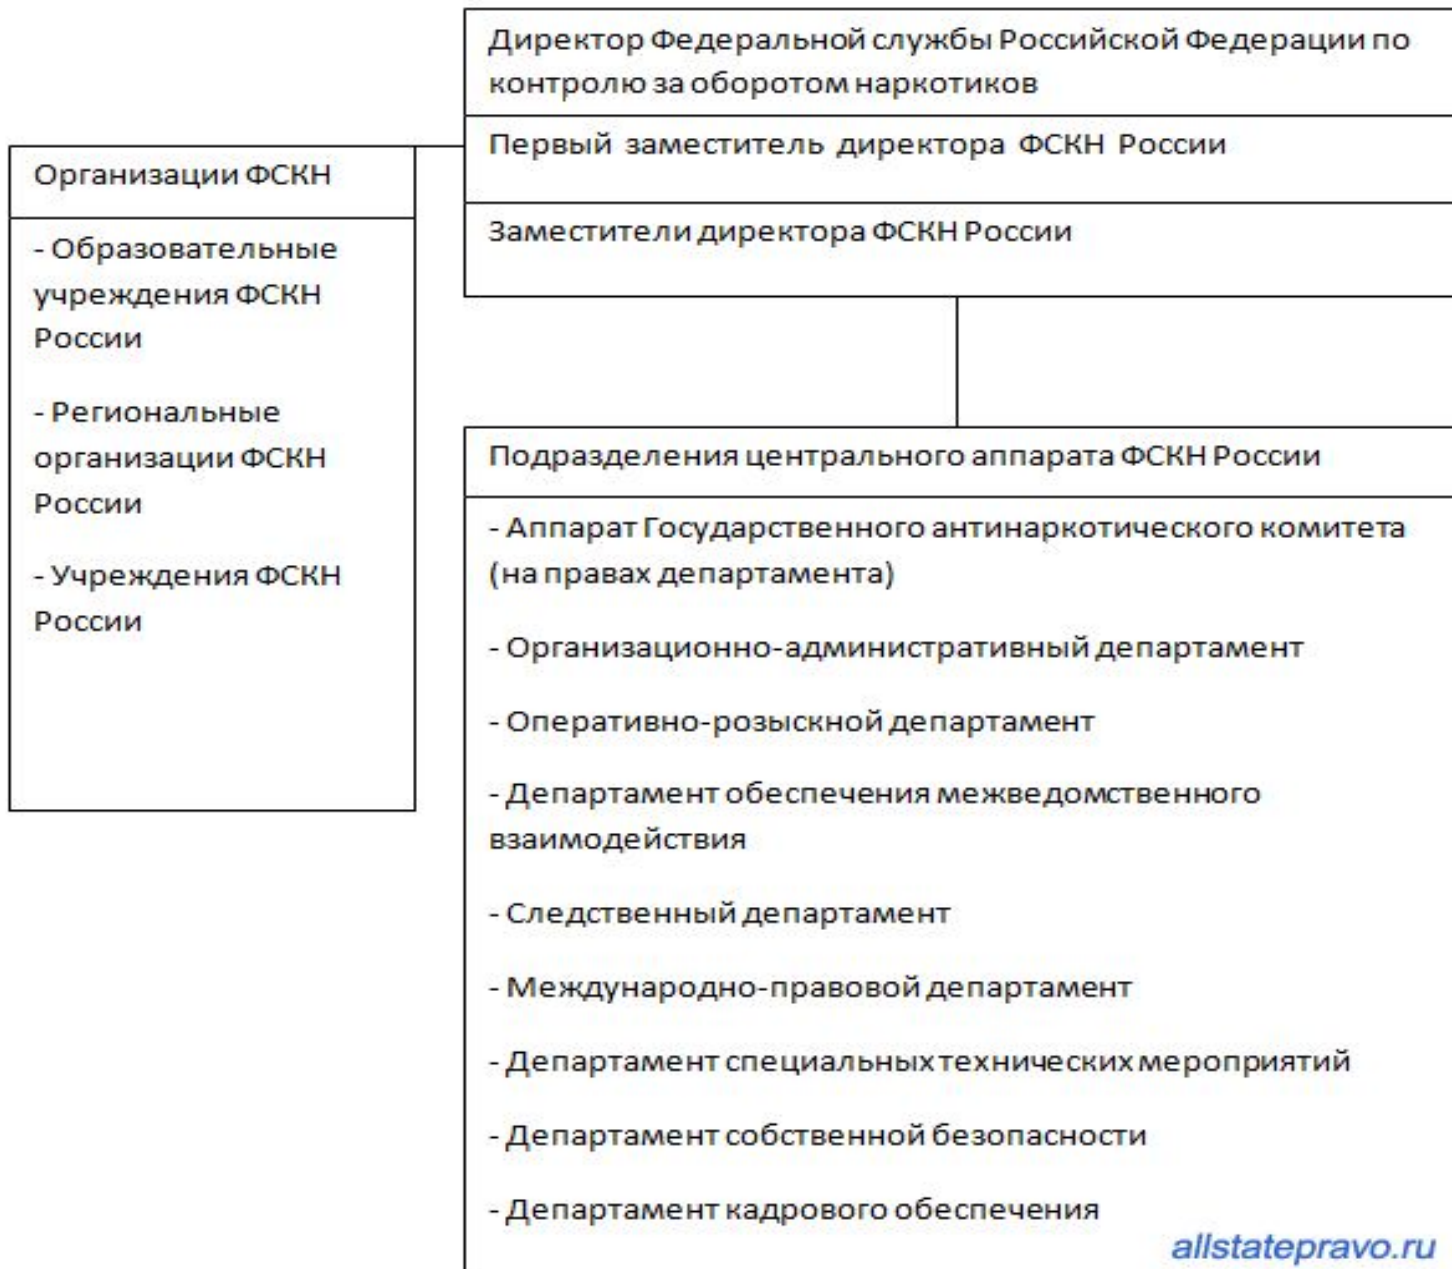 Директор Федеральной службы Российской Федерации по
контролю за оборотом наркотиков
Первый заместитель директора ФСКН России
Заместители директора ФСКН России
Организации ФСКН
- Образовательные
учреждения ФСКН
России
- Региональные
организации ФСКН
России
- Учреждения ФСКН
России
Подразделения центрального аппарата ФСКН России
- Аппарат Государственного антинаркотического комитета
(на правах департамента)
- Организационно-административный департамент
- Оперативно-розыскной департамент
- Департамент обеспечения межведомственного
взаимодействия
- Следственный департамент
- Международно-правовой департамент
- Департамент специальных технических мероприятий
- Департамент собственной безопасности
- Департамент кадрового обеспечения
allstatepravo.ru